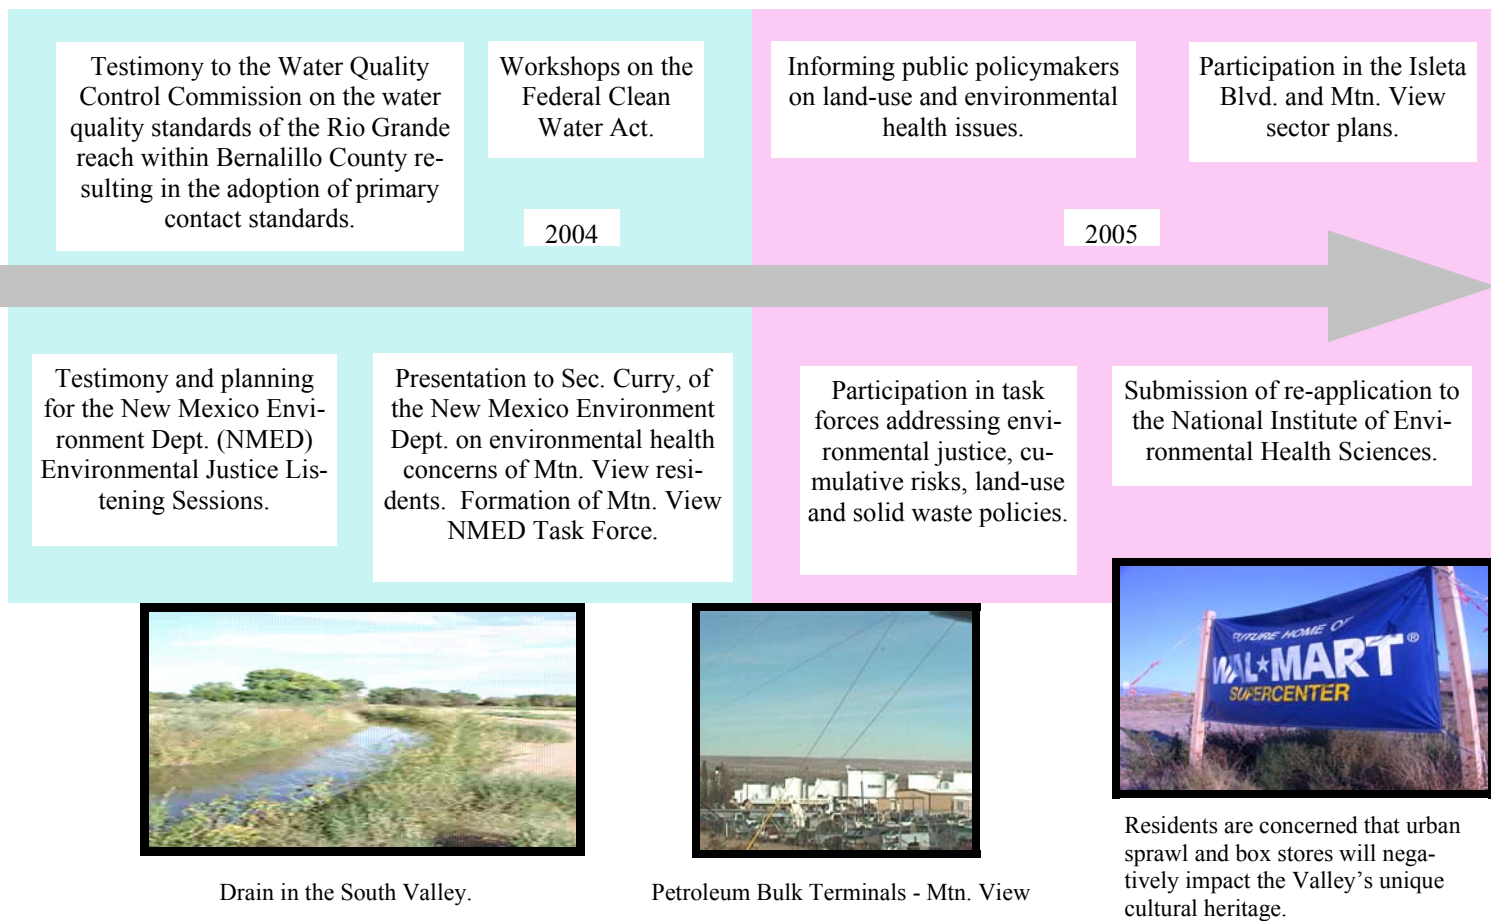 Testimony to the Water Quality
Control Commission on the water
quality standards of the Rio Grande
reach within Bernalillo County re-
sulting in the adoption of primary
contact standards.
Workshops on the
Federal Clean
Water Act.
Informing public policymakers
on land-use and environmental
health issues.
Participation in the Isleta
Blvd. and Mtn. View
sector plans.
2004
2005
Testimony and planning
for the New Mexico Envi-
ronment Dept. (NMED)
Environmental Justice Lis-
tening Sessions.
Presentation to Sec. Curry, of
the New Mexico Environment
Dept. on environmental health
concerns of Mtn. View resi-
dents.  Formation of Mtn. View
NMED Task Force.
Participation in task
forces addressing envi-
ronmental justice, cu-
mulative risks, land-use
and solid waste policies.
Submission of re-application to
the National Institute of Envi-
ronmental Health Sciences.
FUTURE HOME OF
WAL★MART®
SUPERCENTER
Drain in the South Valley.
Petroleum Bulk Terminals - Mtn. View
Residents are concerned that urban
sprawl and box stores will nega-
tively impact the Valley’s unique
cultural heritage.